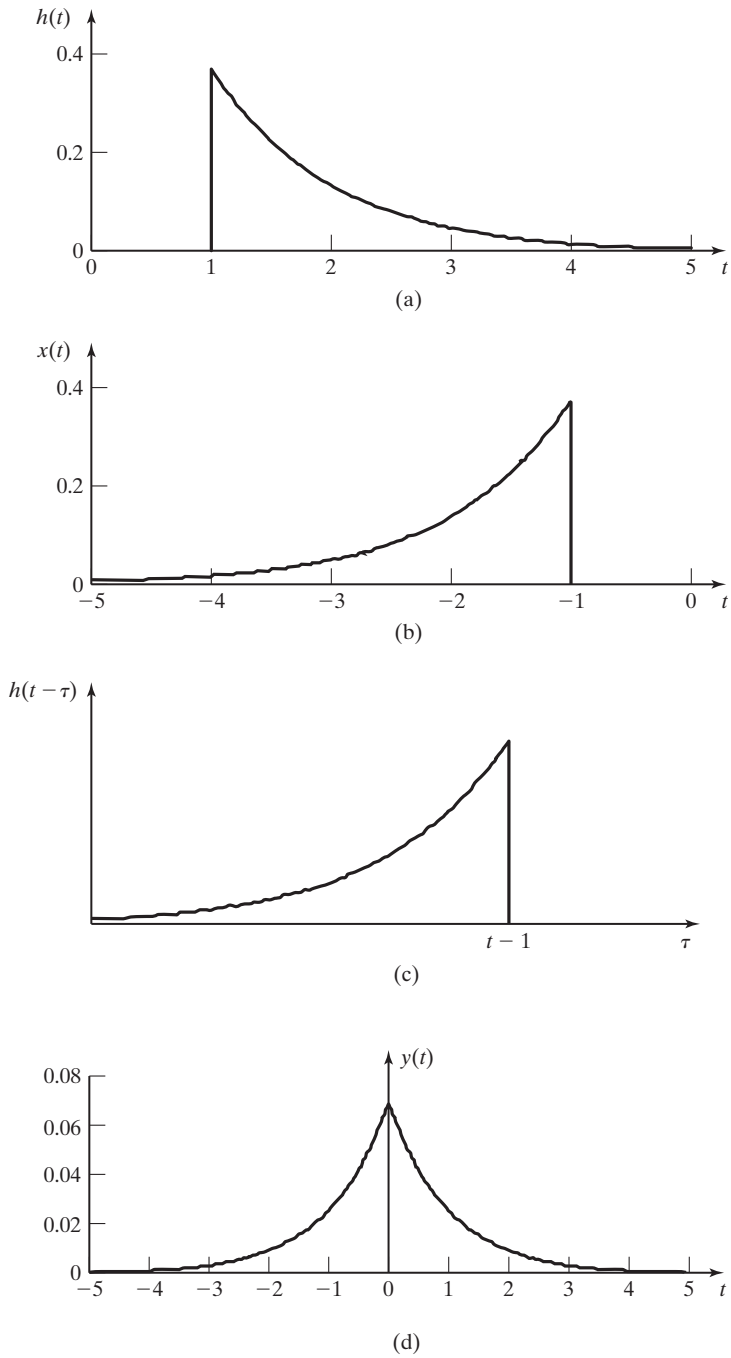 h(t)
0.4
0.2
0
0 1 2 3 4 5 t
(a)
x(t)
0.4
0.2
0
−5 −4 −3 −2 −1 0 t
(b)
h(t − τ)
t − 1 τ
(c)
y(t)
0.08
0.06
0.04
0.02
0
−5 −4 −3 −2 −1 0 1 2 3 4 5 t
(d)